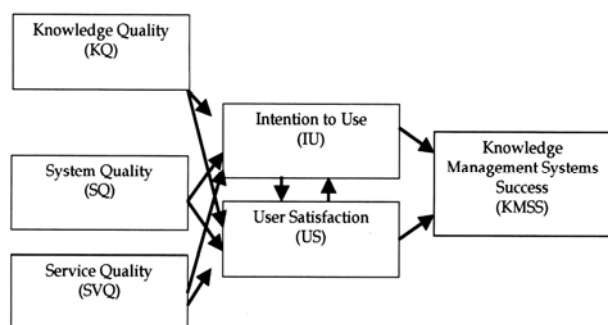 Knowledge Quality
(KQ)
Intention to Use
(IU)
Knowledge
Management Systems
Success
(KMSS)
System Quality
(SQ)
User Satisfaction
(US)
Service Quality
(SVQ)